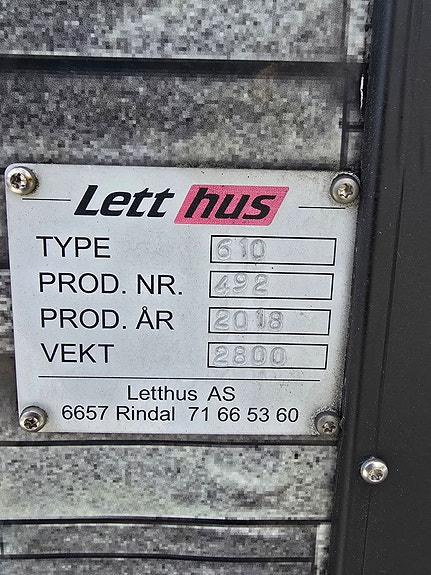 Lett hus
TYPE 610
PROD. NR. 492
PROD. ÅR 2018
VEKT 2800
Letthus AS
6657 Rindal 71 66 53 60